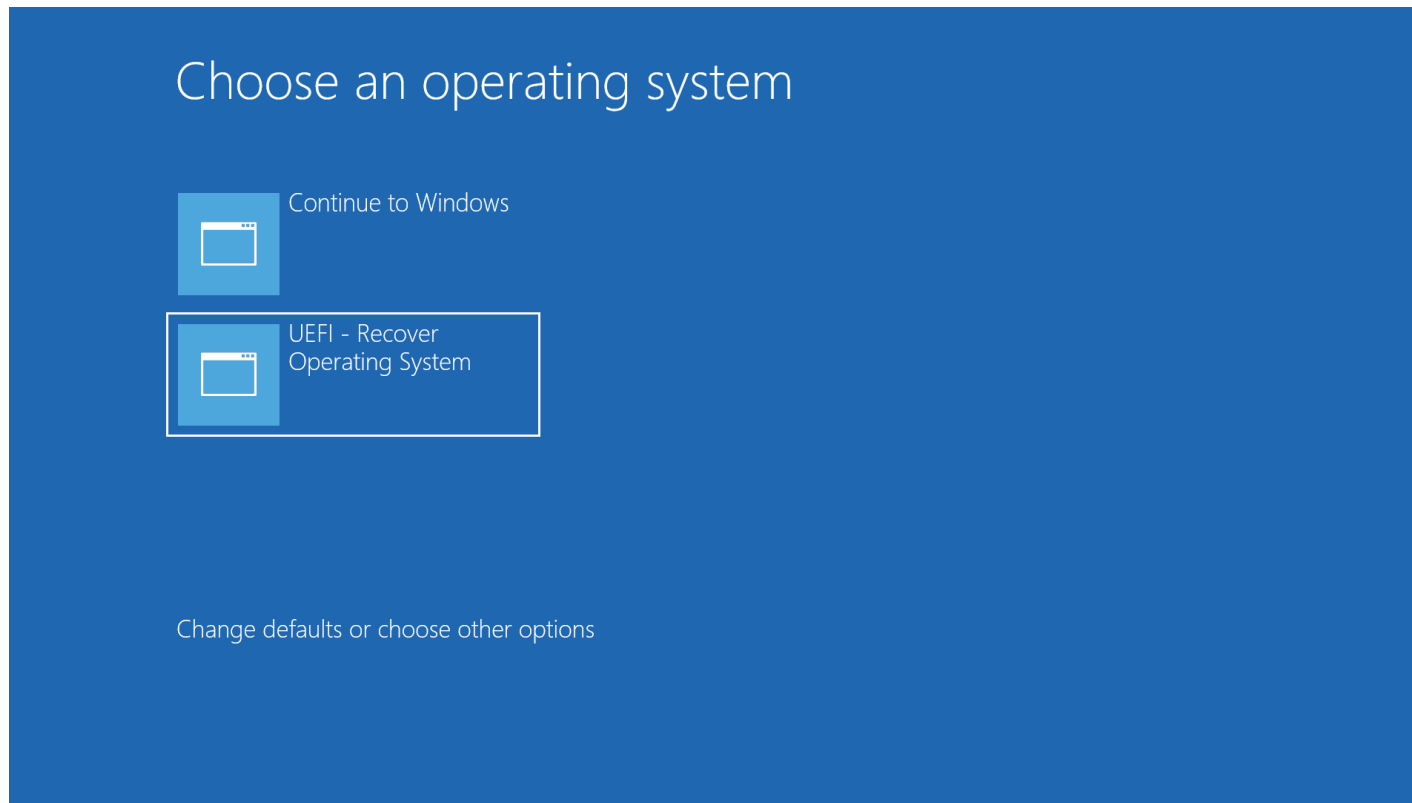 Choose an operating system
Continue to Windows
UEFI - Recover
Operating System
Change defaults or choose other options